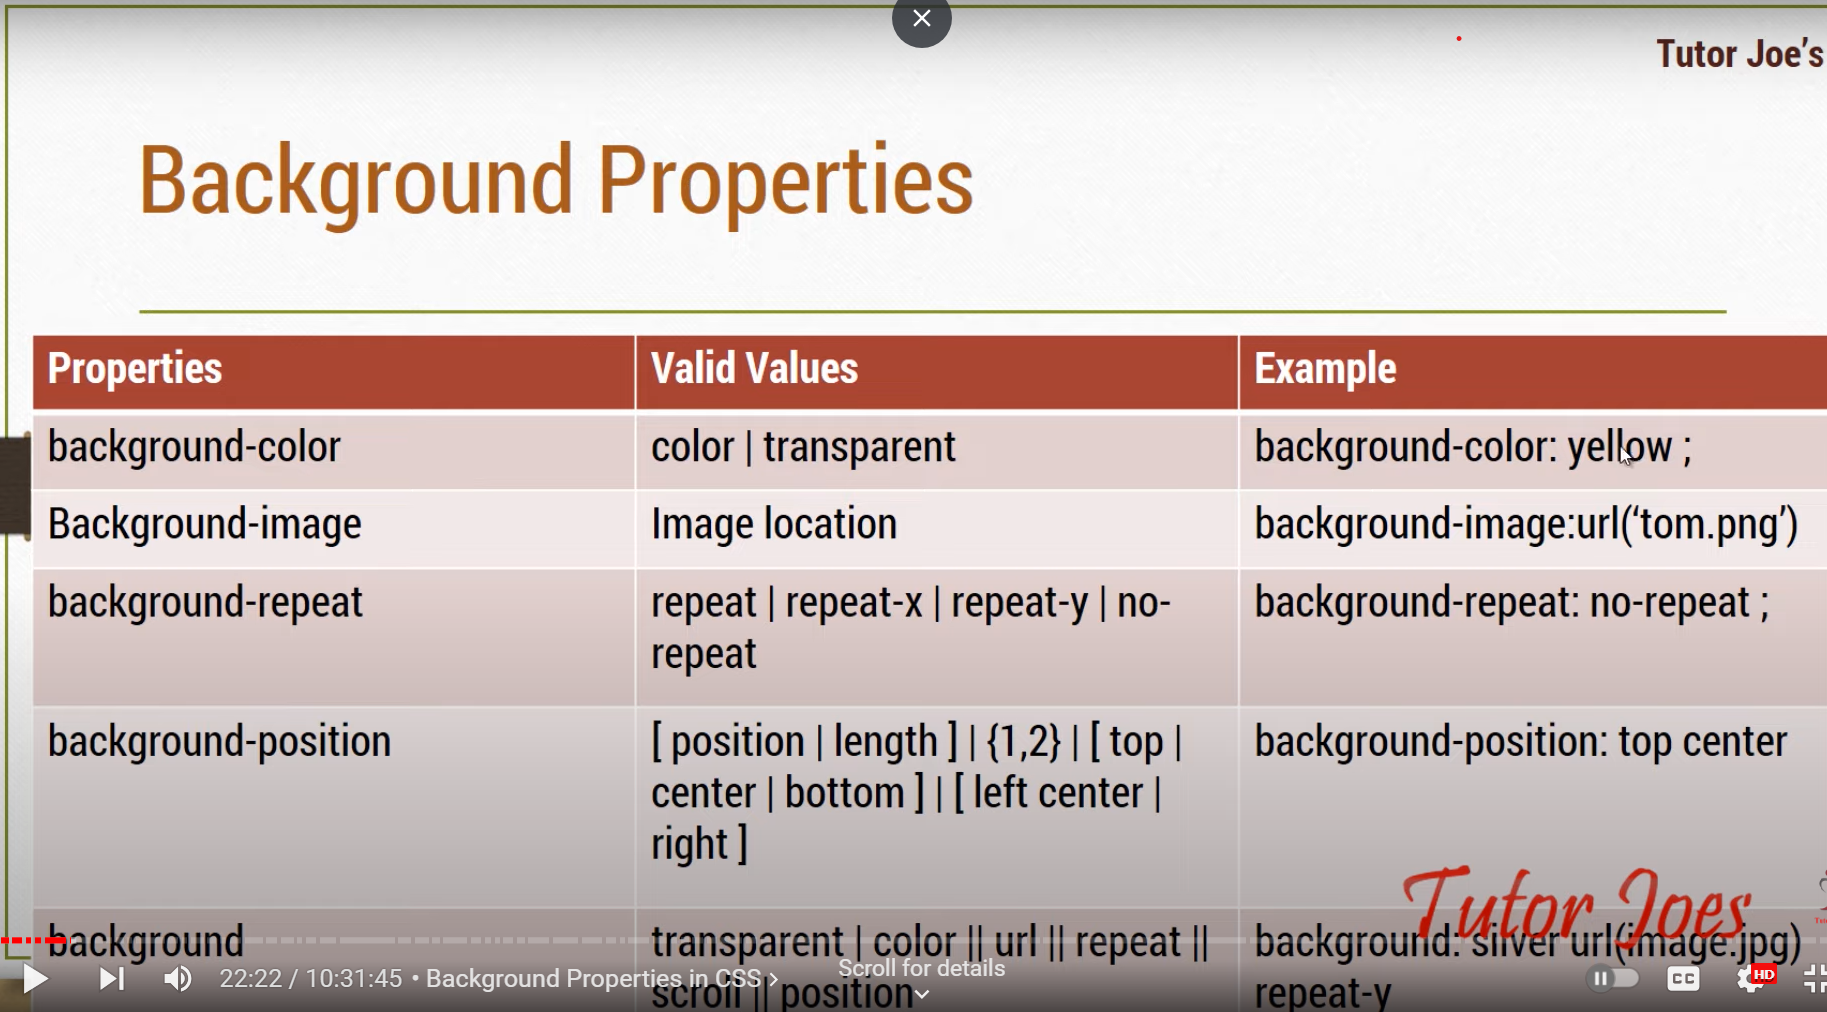 Tutor Joe's
Background Properties
Properties
Valid Values
Example
background-color
color | transparent
background-color: yellow ;
Background-image
Image location
background-image:url(‘tom.png’)
background-repeat
repeat | repeat-x | repeat-y | no-
repeat
background-repeat: no-repeat ;
background-position
[ position | length ] | {1,2} | [ top |
center | bottom ] | [ left center |
right ]
background-position: top center
Tutor Joes
background
transparent | color || url || repeat ||
scroll || position
background: silver url(image.jpg)
repeat-y
22:22 / 10:31:45 • Background Properties in CSS >
Scroll for details
CC
HD